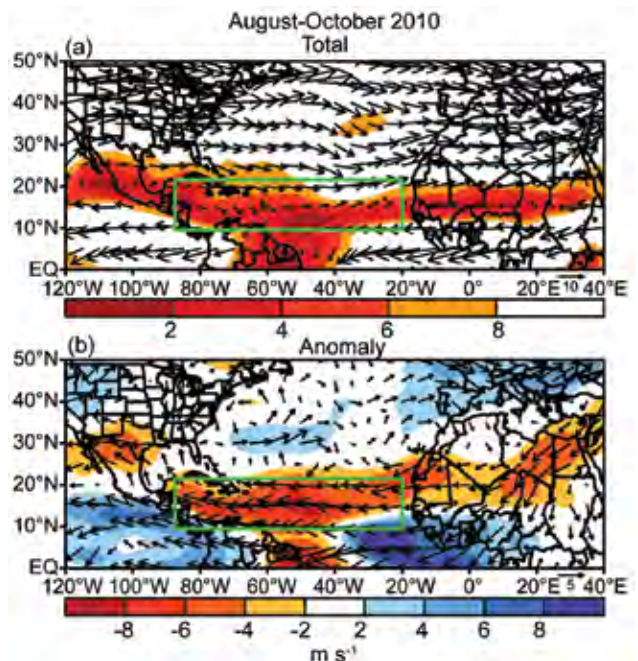 August-October 2010
Total
(a)
50°N
40°N
30°N
20°N
10°N
EQ
120°W 100°W 80°W 60°W 40°W 20°W 0° 20°E 10 40°E
2 4 6 8
(b)
Anomaly
50°N
40°N
30°N
20°N
10°N
EQ
120°W 100°W 80°W 60°W 40°W 20°W 0° 20°E 5 40°E
-8 -6 -4 -2 2 4 6 8
m s⁻¹